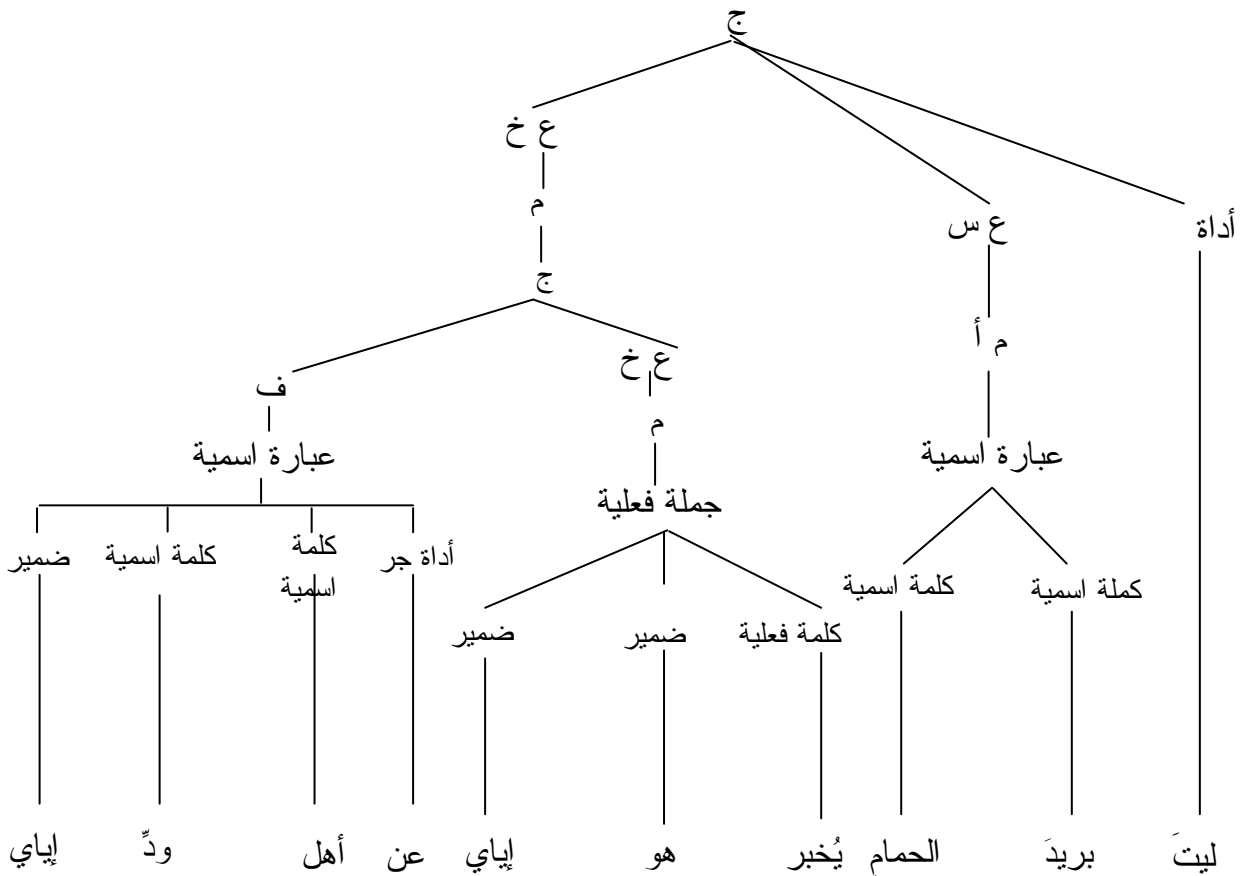 ج
ع خ
م
أداة
ع س
ج
م أ
ع خ
ف
م
عبارة اسمية
عبارة اسمية
جملة فعلية
أداة جر
كلمة
اسمية
كلمة اسمية
ضمير
كملة اسمية
كلمة اسمية
كلمة فعلية
ضمير
ضمير
ليتَ بريدَ الحمامِ يُخبر هو إياي عن أهل ودِّ إياي